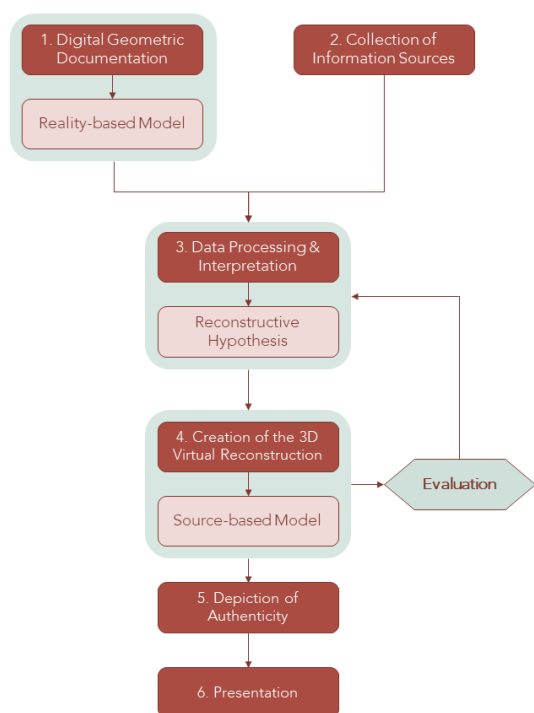 1. Digital Geometric
Documentation
Reality-based Model
2. Collection of
Information Sources
3. Data Processing &
Interpretation
Reconstructive
Hypothesis
4. Creation of the 3D
Virtual Reconstruction
Source-based Model
Evaluation
5. Depiction of
Authenticity
6. Presentation